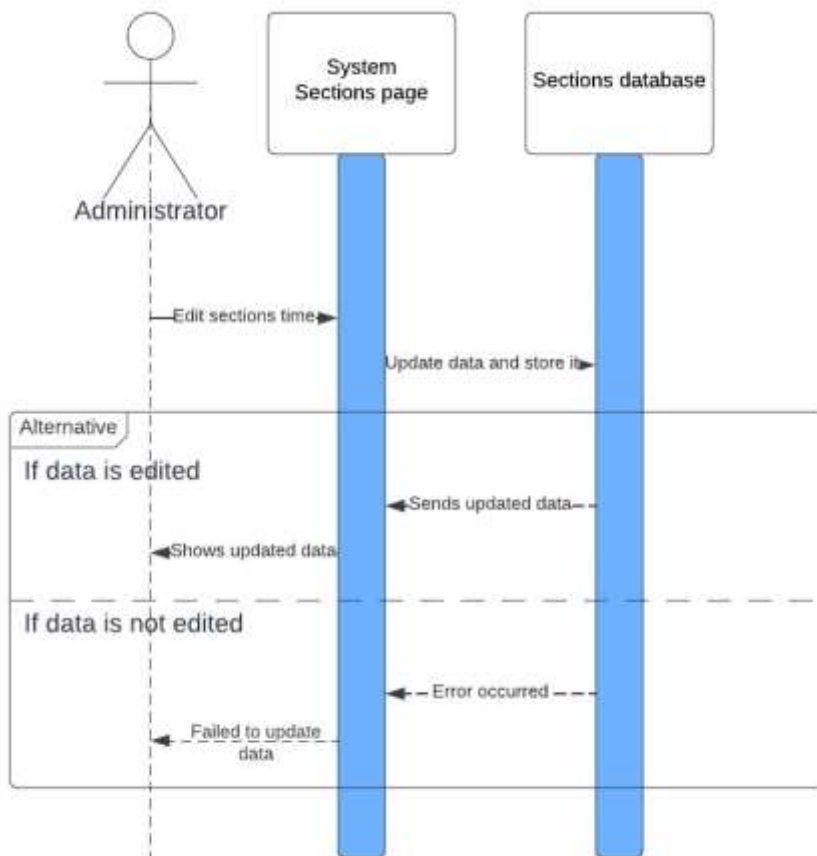 System
Sections page
Sections database
Administrator
Edit sections time
Update data and store it
Alternative
If data is edited
Sends updated data
Shows updated data
If data is not edited
Error occurred
Failed to update
data